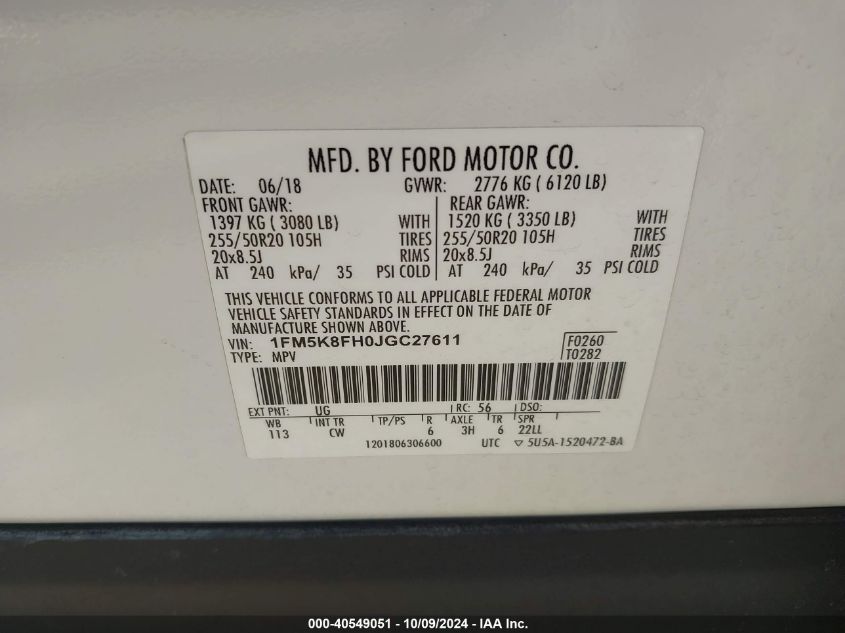 MFD. BY FORD MOTOR CO.
DATE: 06/18 GVWR: 2776 KG ( 6120 LB)
FRONT GAWR: REAR GAWR:
1397 KG ( 3080 LB) WITH 1520 KG ( 3350 LB) WITH
255/50R20 105H TIRES 255/50R20 105H TIRES
20x8.5J RIMS 20x8.5J RIMS
AT 240 kPa/ 35 PSI COLD AT 240 kPa/ 35 PSI COLD
THIS VEHICLE CONFORMS TO ALL APPLICABLE FEDERAL MOTOR
VEHICLE SAFETY STANDARDS IN EFFECT ON THE DATE OF
MANUFACTURE SHOWN ABOVE.
VIN: 1FM5K8FH0JGC27611 F0260
TYPE: MPV T0282
EXT PNT: UG RC: 56 DSO:
WB INT TR TP/PS R AXLE TR SPR
113 CW 6 3H 6 22LL
1201806306600 UTC ▽ 5U5A-1520472-BA
000-40549051 - 10/09/2024 - IAA Inc.